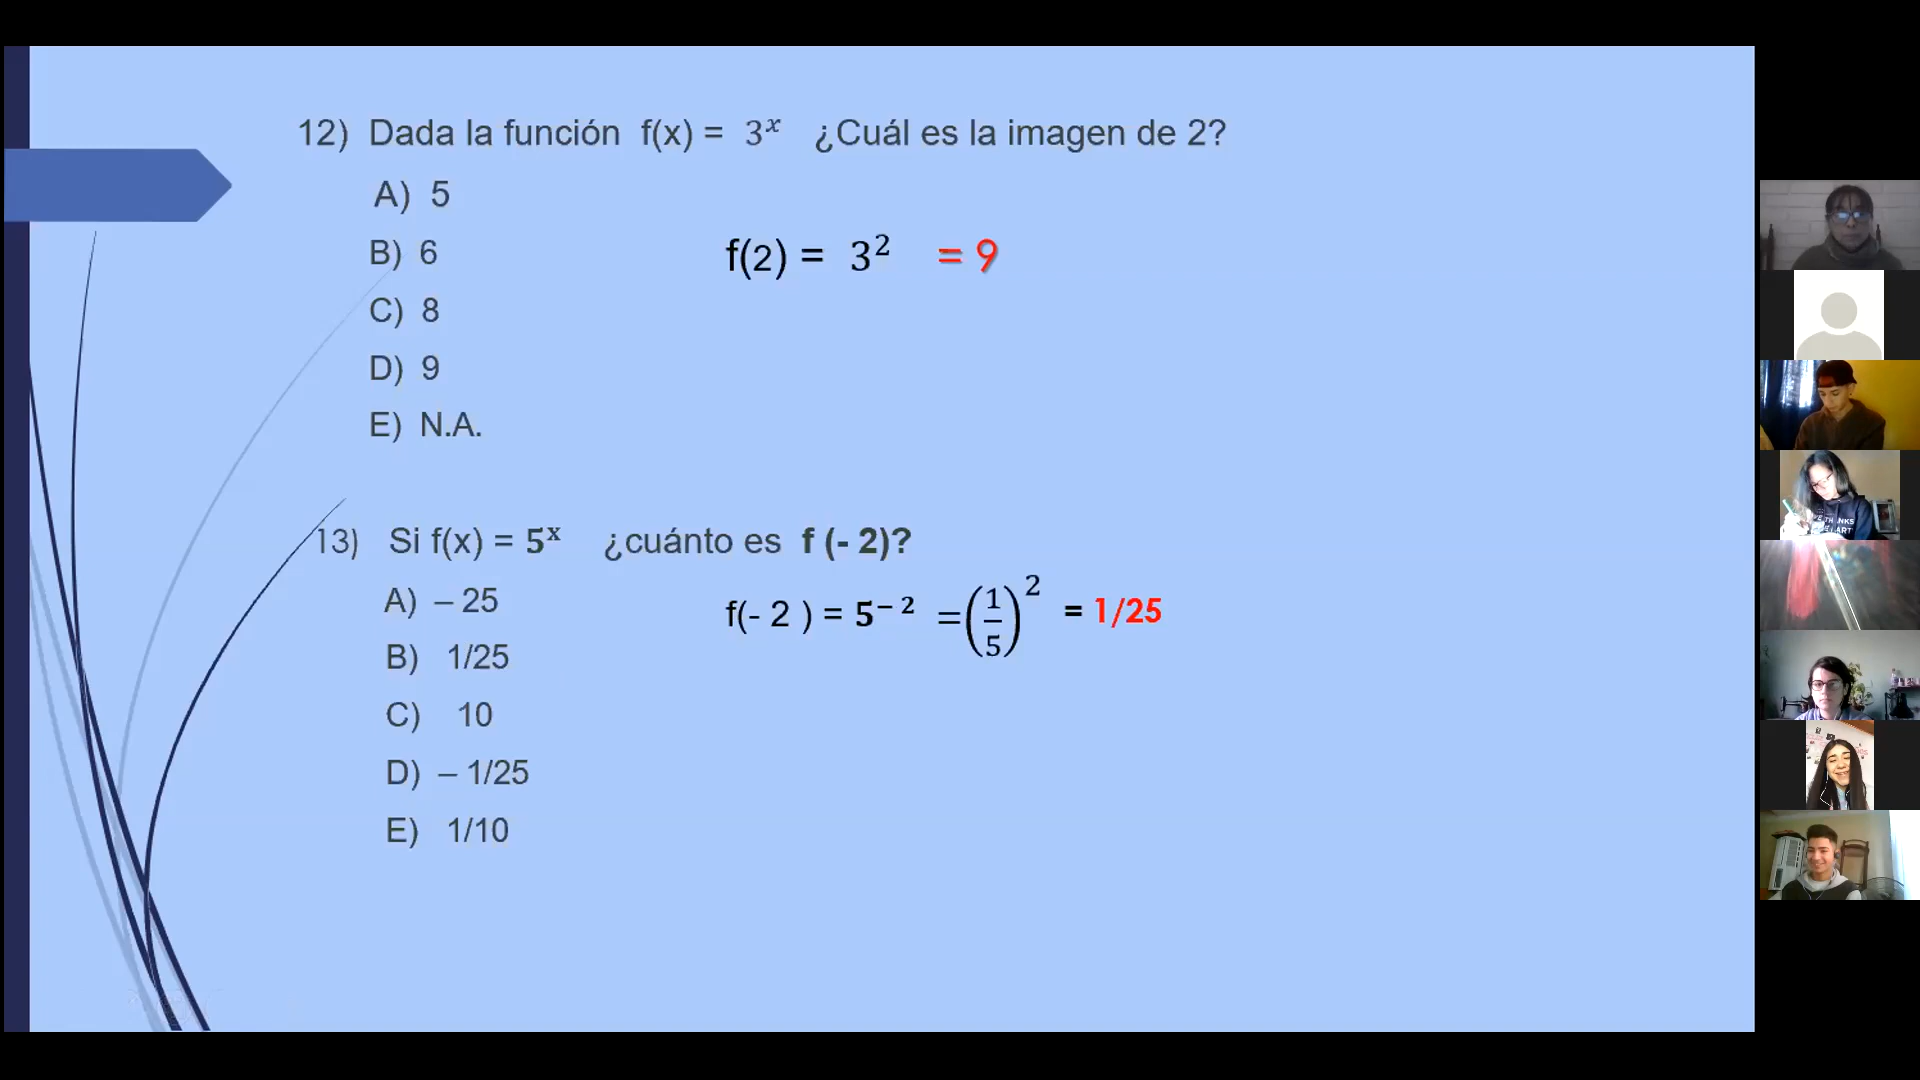 12) Dada la función f(x) = 3^x ¿Cuál es la imagen de 2?
A) 5
B) 6
f(2) = 3² = 9
C) 8
D) 9
E) N.A.
13) Si f(x) = 5^x ¿cuánto es f (- 2)?
A) – 25
f(- 2 ) = 5^{– 2} = (1/5)² = 1/25
B) 1/25
C) 10
D) – 1/25
E) 1/10